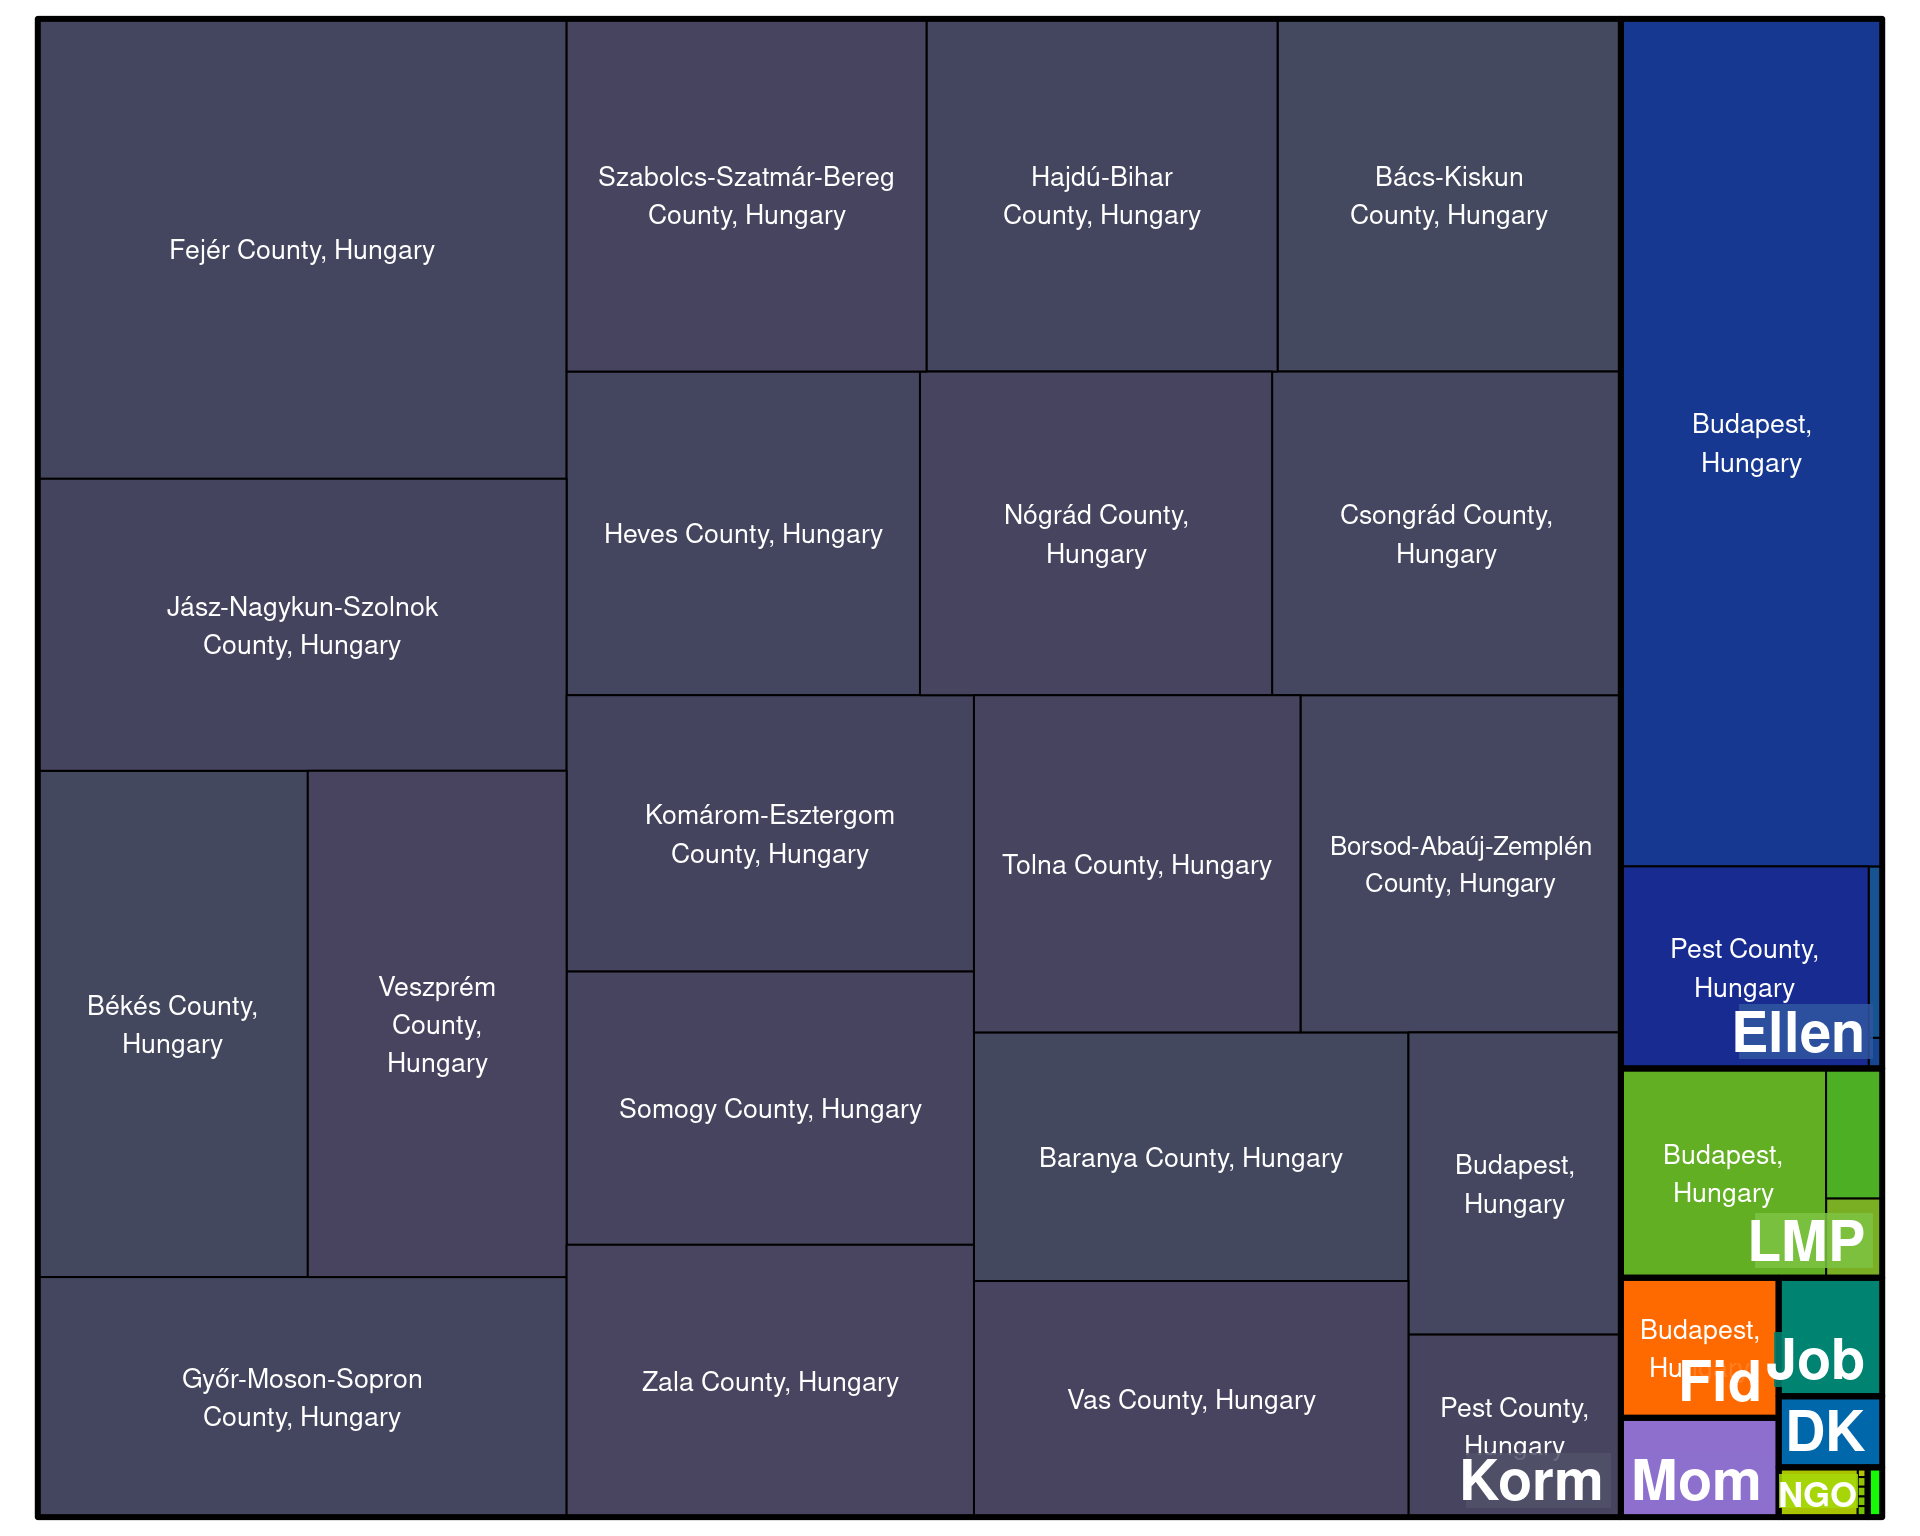 Fejér County, Hungary
Szabolcs-Szatmár-Bereg
County, Hungary
Hajdú-Bihar
County, Hungary
Bács-Kiskun
County, Hungary
Budapest,
Hungary
Jász-Nagykun-Szolnok
County, Hungary
Heves County, Hungary
Nógrád County,
Hungary
Csongrád County,
Hungary
Békés County,
Hungary
Veszprém
County,
Hungary
Komárom-Esztergom
County, Hungary
Tolna County, Hungary
Borsod-Abaúj-Zemplén
County, Hungary
Pest County,
Hungary
Ellen
Somogy County, Hungary
Baranya County, Hungary
Budapest,
Hungary
Budapest,
Hungary
LMP
Győr-Moson-Sopron
County, Hungary
Zala County, Hungary
Vas County, Hungary
Pest County,
Hungary
Korm
Budapest,
Fid
Job
DK
Mom
NGO